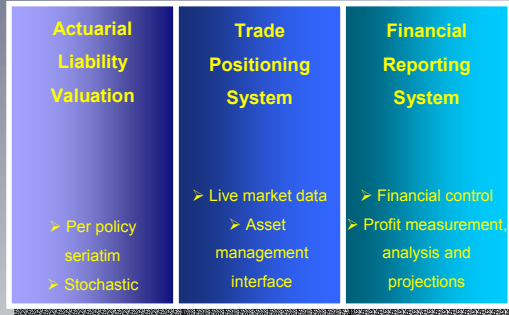 Actuarial
Liability
Valuation
➢ Per policy
seriatim
➢ Stochastic
Trade
Positioning
System
➢ Live market data
➢ Asset
management
interface
Financial
Reporting
System
➢ Financial control
➢ Profit measurement,
analysis and
projections